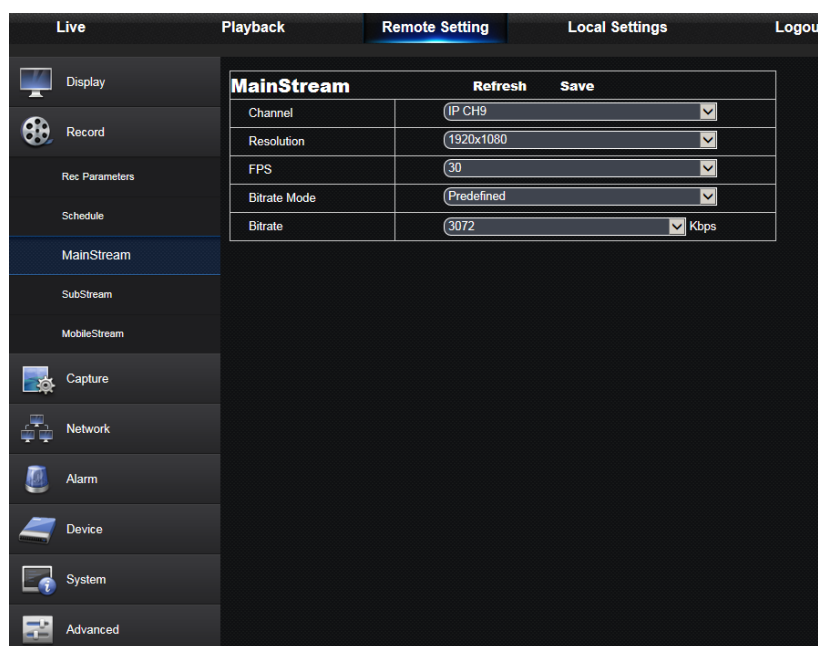 Live Playback Remote Setting Local Settings Logou
Display
Record
Rec Parameters
Schedule
MainStream
SubStream
MobileStream
Capture
Network
Alarm
Device
System
Advanced
MainStream Refresh Save
Channel IP CH9
Resolution 1920x1080
FPS 30
Bitrate Mode Predefined
Bitrate 3072 Kbps